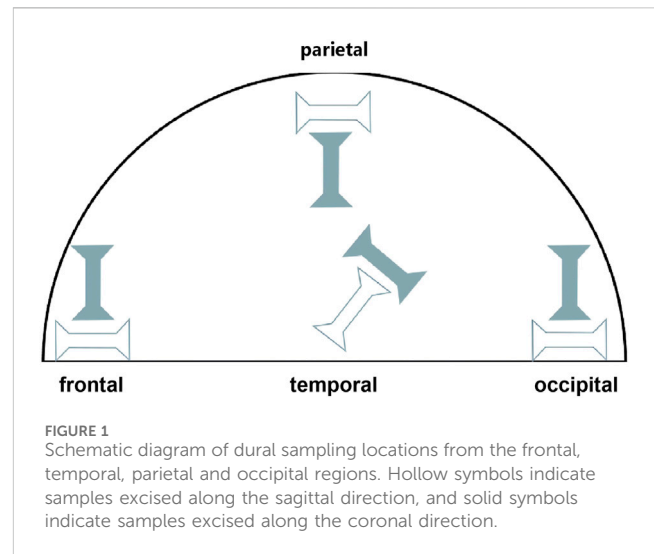 parietal
frontal
temporal
occipital
FIGURE 1
Schematic diagram of dural sampling locations from the frontal,
temporal, parietal and occipital regions. Hollow symbols indicate
samples excised along the sagittal direction, and solid symbols
indicate samples excised along the coronal direction.